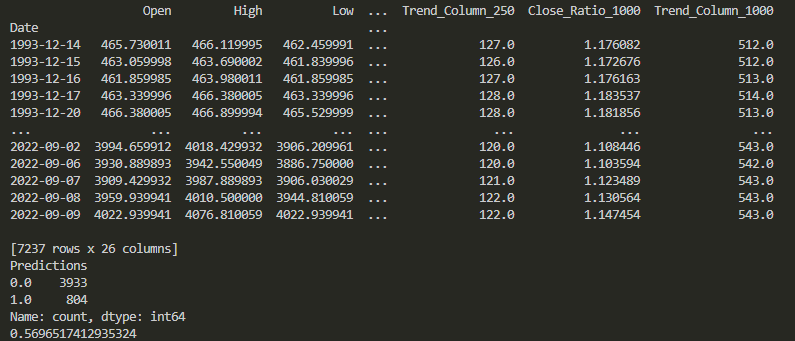 Open High Low ... Trend_Column_250 Close_Ratio_1000 Trend_Column_1000
Date ...
1993-12-14 465.730011 466.119995 462.459991 ... 127.0 1.176082 512.0
1993-12-15 463.059998 463.690002 461.839996 ... 126.0 1.172676 512.0
1993-12-16 461.859985 463.980011 461.859985 ... 127.0 1.176163 513.0
1993-12-17 463.339996 466.380005 463.339996 ... 128.0 1.183537 514.0
1993-12-20 466.380005 466.899994 465.529999 ... 128.0 1.181856 513.0
... ... ... ... ... ... ... ...
2022-09-02 3994.659912 4018.429932 3906.209961 ... 120.0 1.108446 543.0
2022-09-06 3930.889893 3942.550049 3886.750000 ... 120.0 1.103594 542.0
2022-09-07 3909.429932 3987.889893 3906.030029 ... 121.0 1.123489 543.0
2022-09-08 3959.939941 4010.500000 3944.810059 ... 122.0 1.130564 543.0
2022-09-09 4022.939941 4076.810059 4022.939941 ... 122.0 1.147454 543.0
[7237 rows x 26 columns]
Predictions
0.0 3933
1.0 804
Name: count, dtype: int64
0.5696517412935324